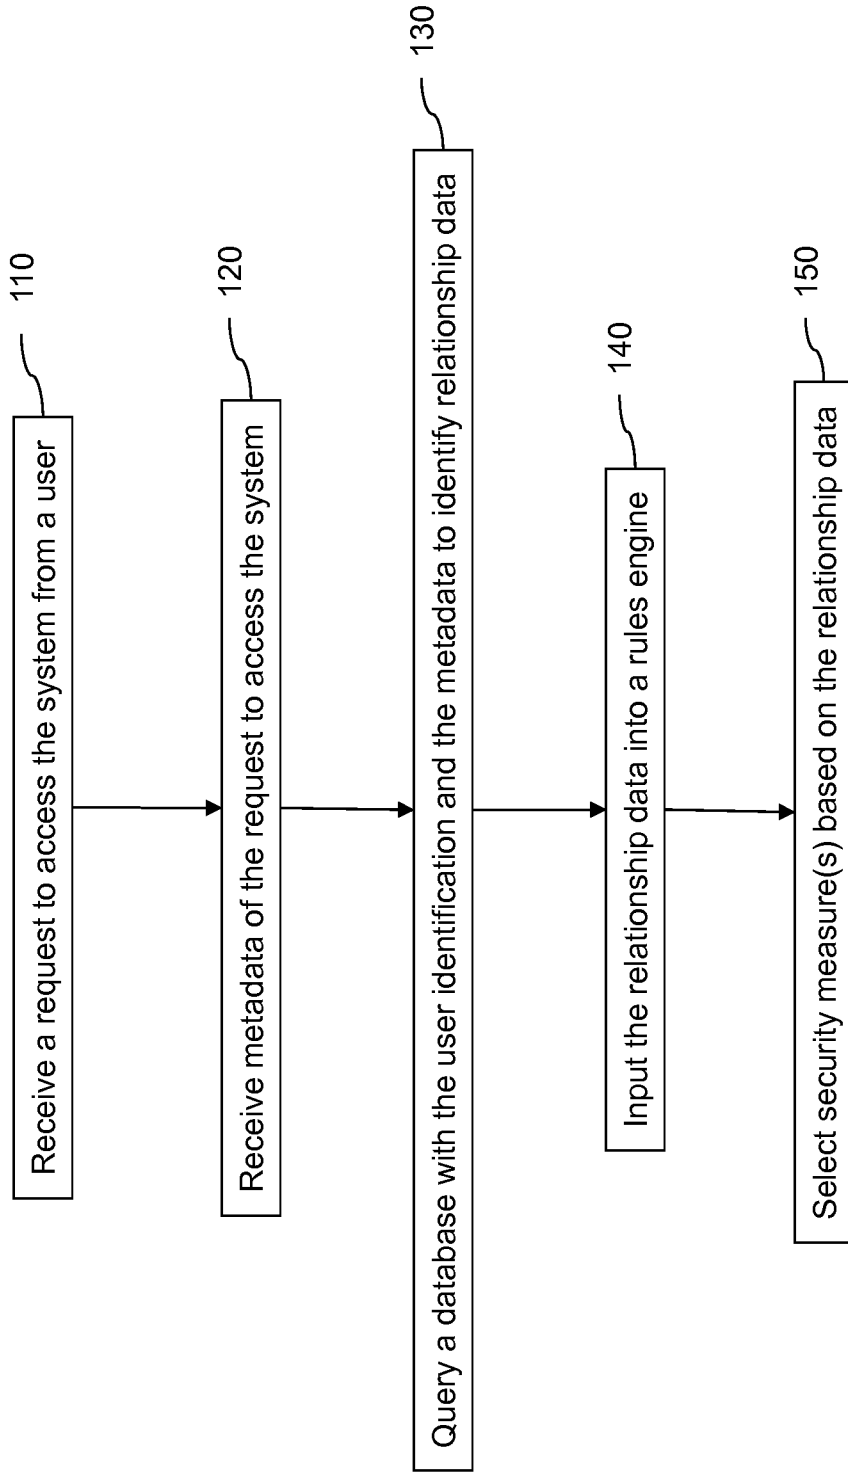 Receive a request to access the system from a user
110
Receive metadata of the request to access the system
120
Query a database with the user identification and the metadata to identify relationship data
130
Input the relationship data into a rules engine
140
Select security measure(s) based on the relationship data
150